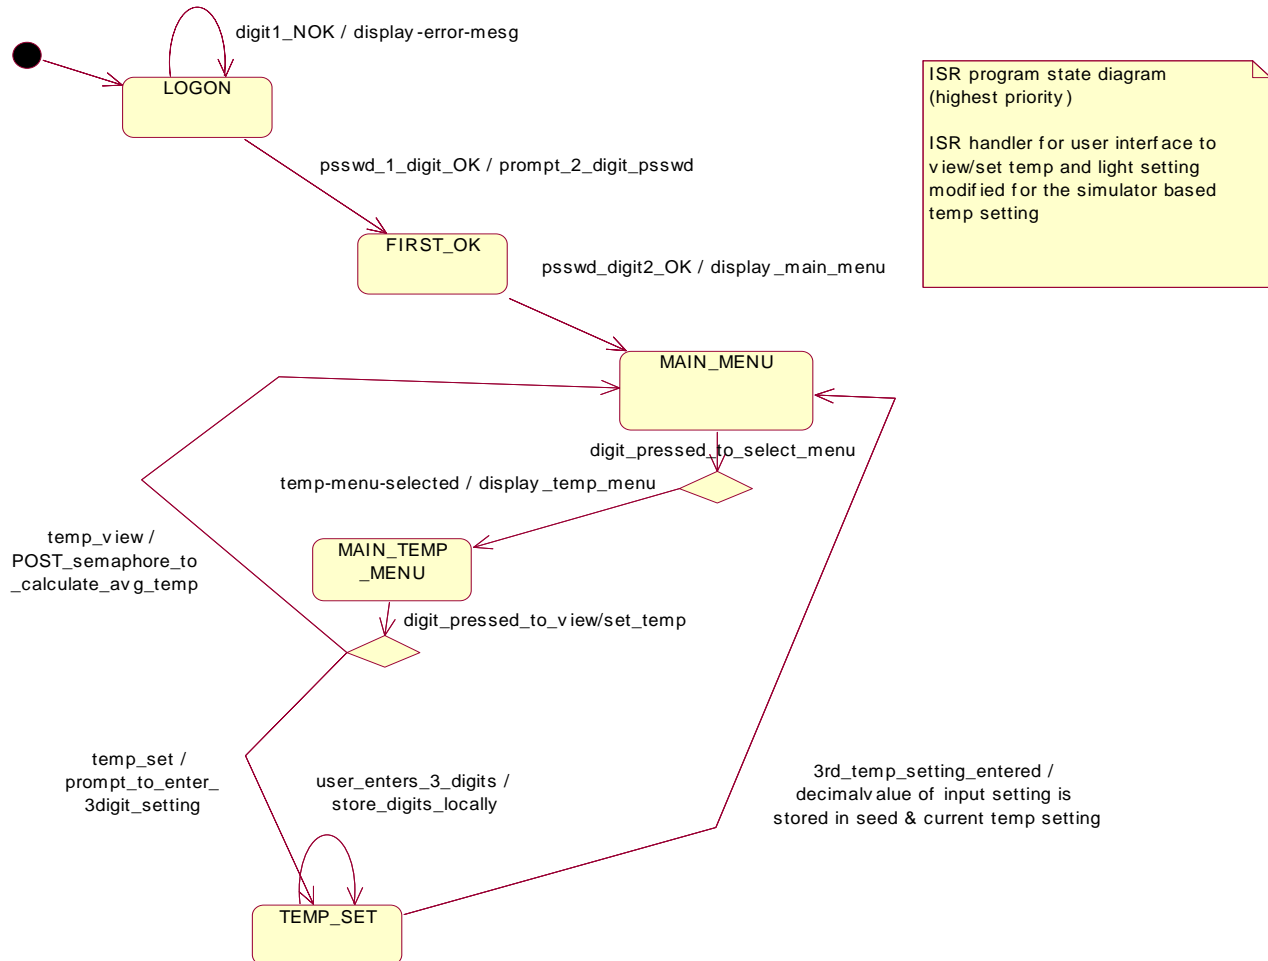 digit1_NOK / display-error-mesg
LOGON
ISR program state diagram
(highest priority)
ISR handler for user interface to
view/set temp and light setting
modified for the simulator based
temp setting
psswd_1_digit_OK / prompt_2_digit_psswd
FIRST_OK
psswd_digit2_OK / display_main_menu
MAIN_MENU
digit_pressed_to_select_menu
temp-menu-selected / display_temp_menu
temp_view /
POST_semaphore_to
_calculate_avg_temp
MAIN_TEMP
_MENU
digit_pressed_to_view/set_temp
temp_set /
prompt_to_enter_
3digit_setting
user_enters_3_digits /
store_digits_locally
3rd_temp_setting_entered /
decimalvalue of input setting is
stored in seed & current temp setting
TEMP_SET